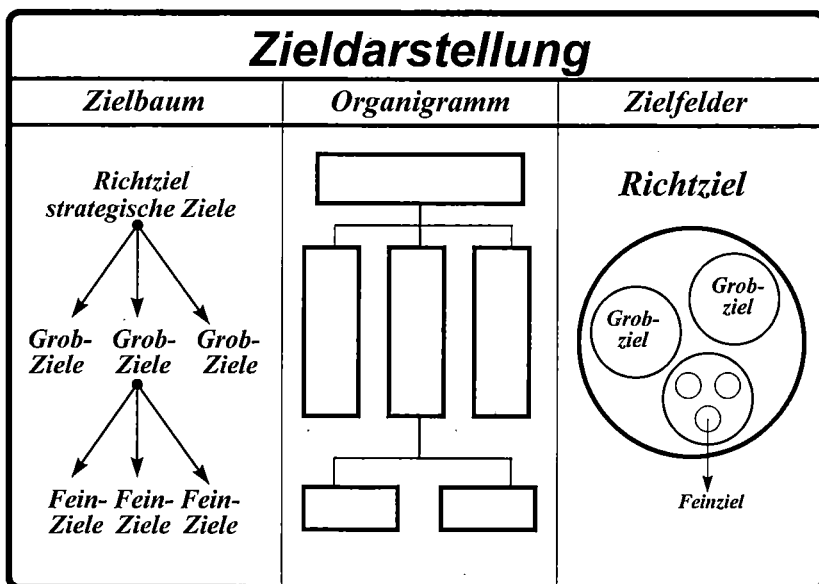 Zieldarstellung
Zielbaum
Organigramm
Zielfelder
Richtziel
strategische Ziele
Grob-
Ziele
Grob-
Ziele
Grob-
Ziele
Fein-
Ziele
Fein-
Ziele
Fein-
Ziele
Richtziel
Grob-
ziel
Grob-
ziel
Feinziel